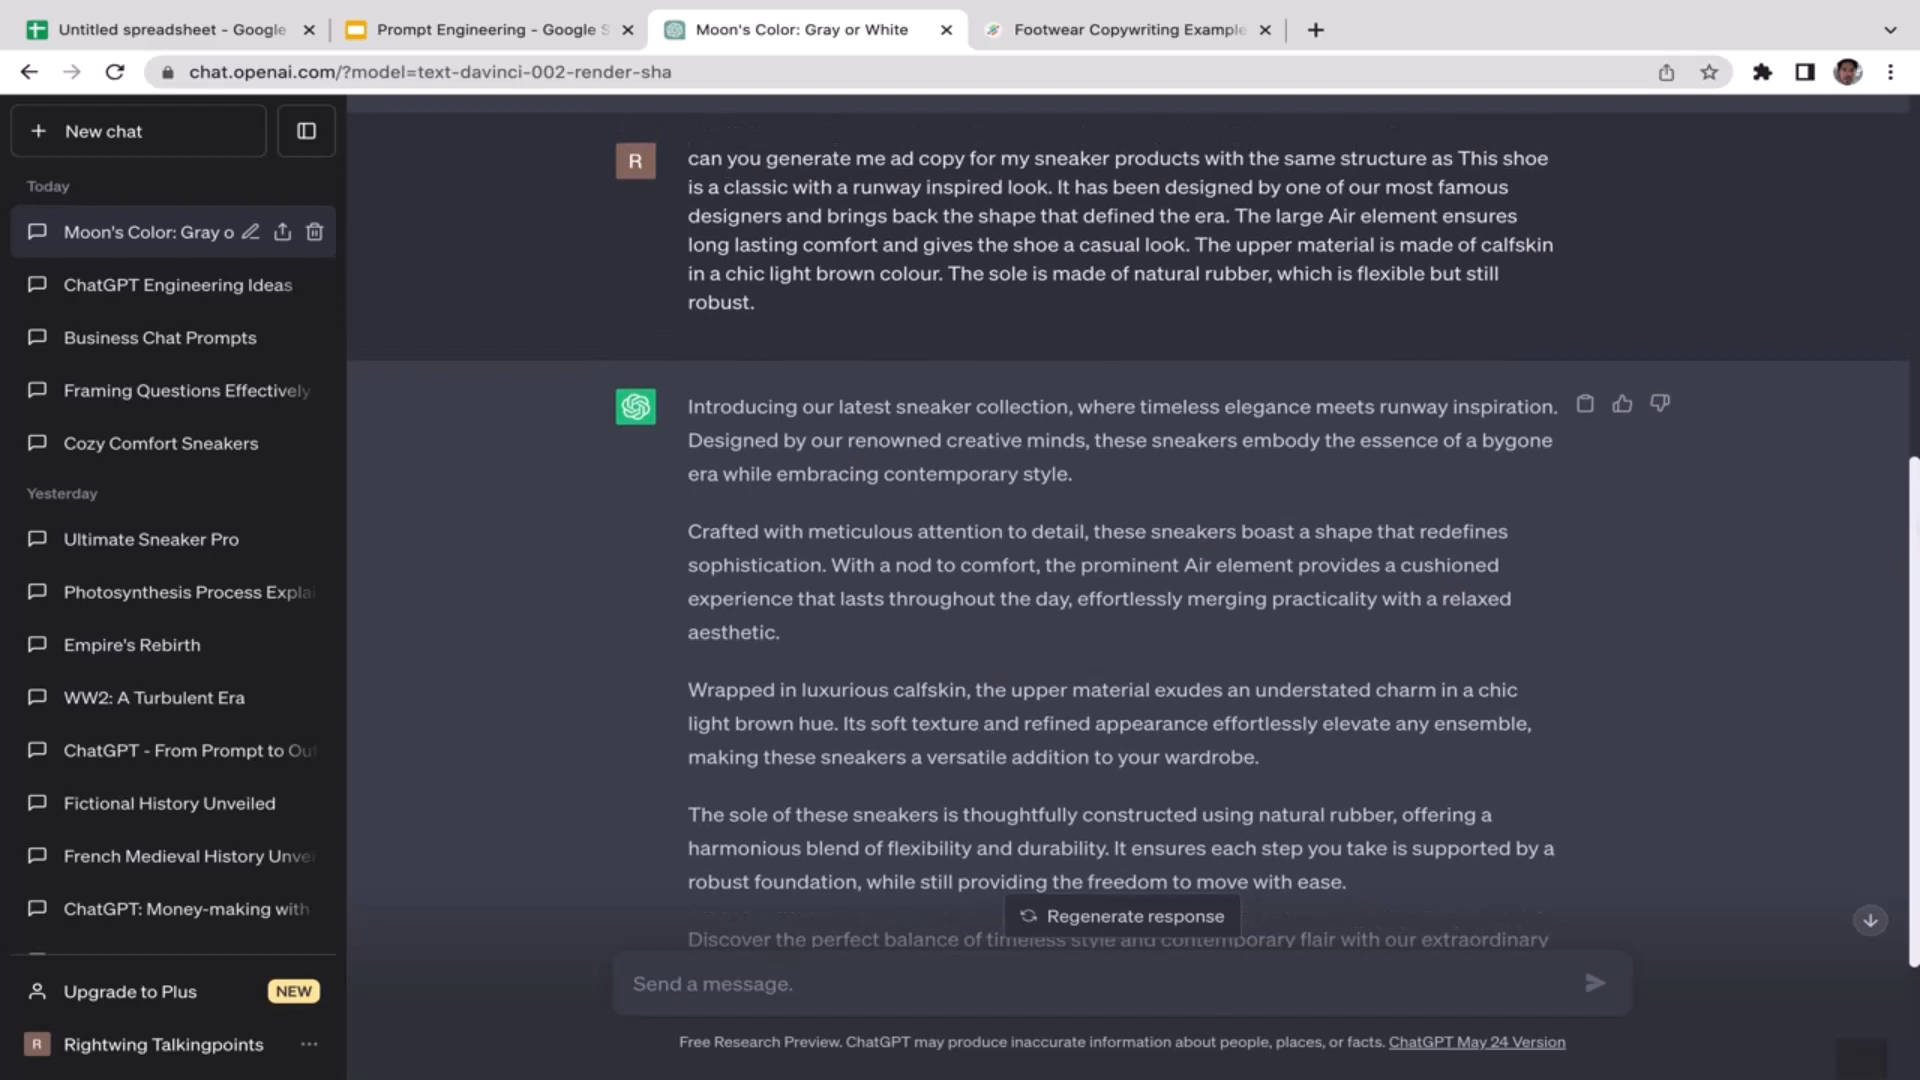 Untitled spreadsheet - Google
Prompt Engineering - Google S
Moon's Color: Gray or White
Footwear Copywriting Example
chat.openai.com/?model=text-davinci-002-render-sha
New chat
Today
Moon's Color: Gray o
ChatGPT Engineering Ideas
Business Chat Prompts
Framing Questions Effectively
Cozy Comfort Sneakers
Yesterday
Ultimate Sneaker Pro
Photosynthesis Process Explai
Empire's Rebirth
WW2: A Turbulent Era
ChatGPT - From Prompt to Out
Fictional History Unveiled
French Medieval History Unvei
ChatGPT: Money-making with
Upgrade to Plus
NEW
R
Rightwing Talkingpoints
R
can you generate me ad copy for my sneaker products with the same structure as This shoe
is a classic with a runway inspired look. It has been designed by one of our most famous
designers and brings back the shape that defined the era. The large Air element ensures
long lasting comfort and gives the shoe a casual look. The upper material is made of calfskin
in a chic light brown colour. The sole is made of natural rubber, which is flexible but still
robust.
Introducing our latest sneaker collection, where timeless elegance meets runway inspiration.
Designed by our renowned creative minds, these sneakers embody the essence of a bygone
era while embracing contemporary style.
Crafted with meticulous attention to detail, these sneakers boast a shape that redefines
sophistication. With a nod to comfort, the prominent Air element provides a cushioned
experience that lasts throughout the day, effortlessly merging practicality with a relaxed
aesthetic.
Wrapped in luxurious calfskin, the upper material exudes an understated charm in a chic
light brown hue. Its soft texture and refined appearance effortlessly elevate any ensemble,
making these sneakers a versatile addition to your wardrobe.
The sole of these sneakers is thoughtfully constructed using natural rubber, offering a
harmonious blend of flexibility and durability. It ensures each step you take is supported by a
robust foundation, while still providing the freedom to move with ease.
Regenerate response
Discover the perfect balance of timeless style and contemporary flair with our extraordinary
Send a message.
Free Research Preview. ChatGPT may produce inaccurate information about people, places, or facts. ChatGPT May 24 Version